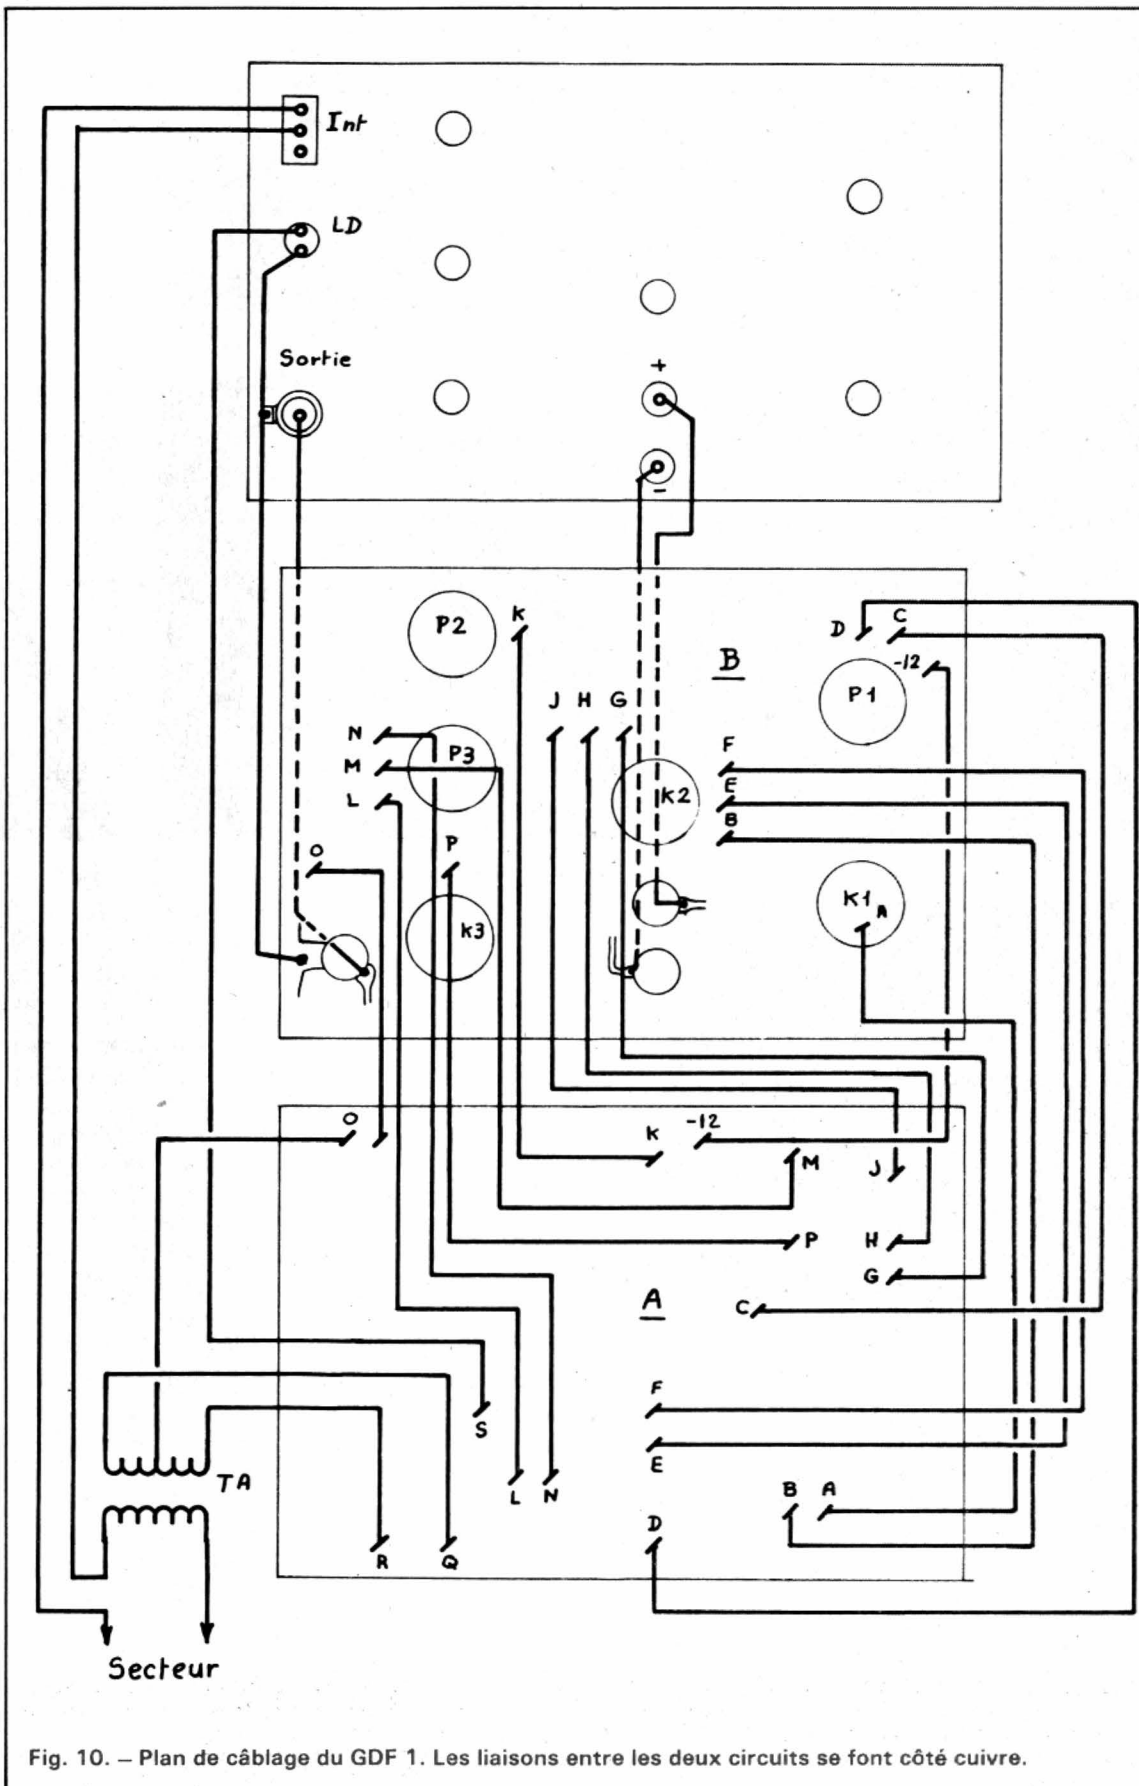 Int
LD
Sortie
+
−
P2
K
B
D
C
-12
P1
J
H
G
N
M
P3
L
F
E
B
K2
O
P
K1
A
K3
O
K
-12
M
J
P
H
G
A
C
F
S
E
TA
L
N
B
A
D
R
Q
Secteur
Fig. 10. – Plan de câblage du GDF 1. Les liaisons entre les deux circuits se font côté cuivre.